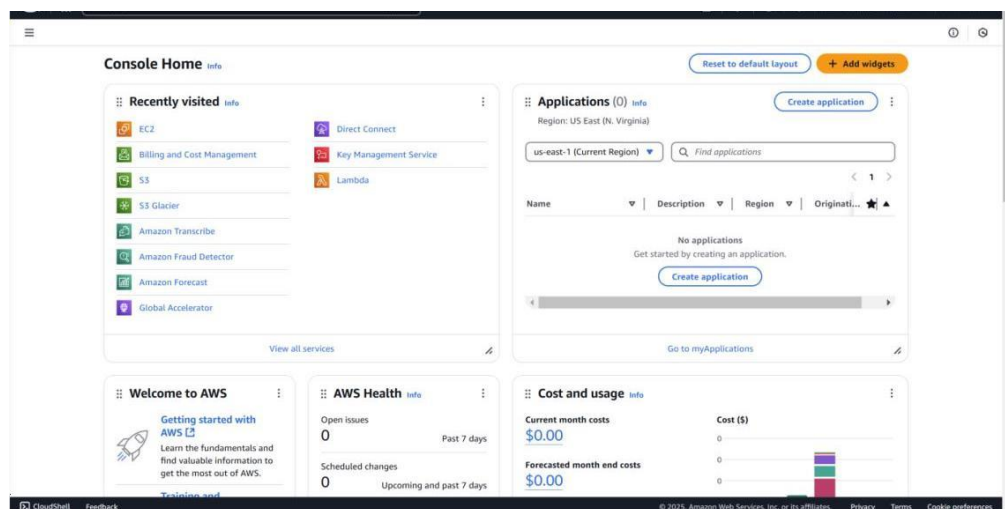 Console Home Info
Reset to default layout
+ Add widgets
Recently visited Info
EC2
Billing and Cost Management
S3
S3 Glacier
Amazon Transcribe
Amazon Fraud Detector
Amazon Forecast
Global Accelerator
Direct Connect
Key Management Service
Lambda
View all services
Applications (0) Info
Create application
Region: US East (N. Virginia)
us-east-1 (Current Region)
Find applications
1
Name Description Region Originati...
No applications
Get started by creating an application.
Create application
Go to myApplications
Welcome to AWS
Getting started with
AWS
Learn the fundamentals and
find valuable information to
get the most out of AWS.
Training and
AWS Health Info
Open issues
0 Past 7 days
Scheduled changes
0 Upcoming and past 7 days
Cost and usage Info
Current month costs
$0.00
Forecasted month end costs
$0.00
Cost ($)
0
0
0
CloudShell Feedback
© 2025, Amazon Web Services, Inc. or its affiliates. Privacy Terms Cookie preferences